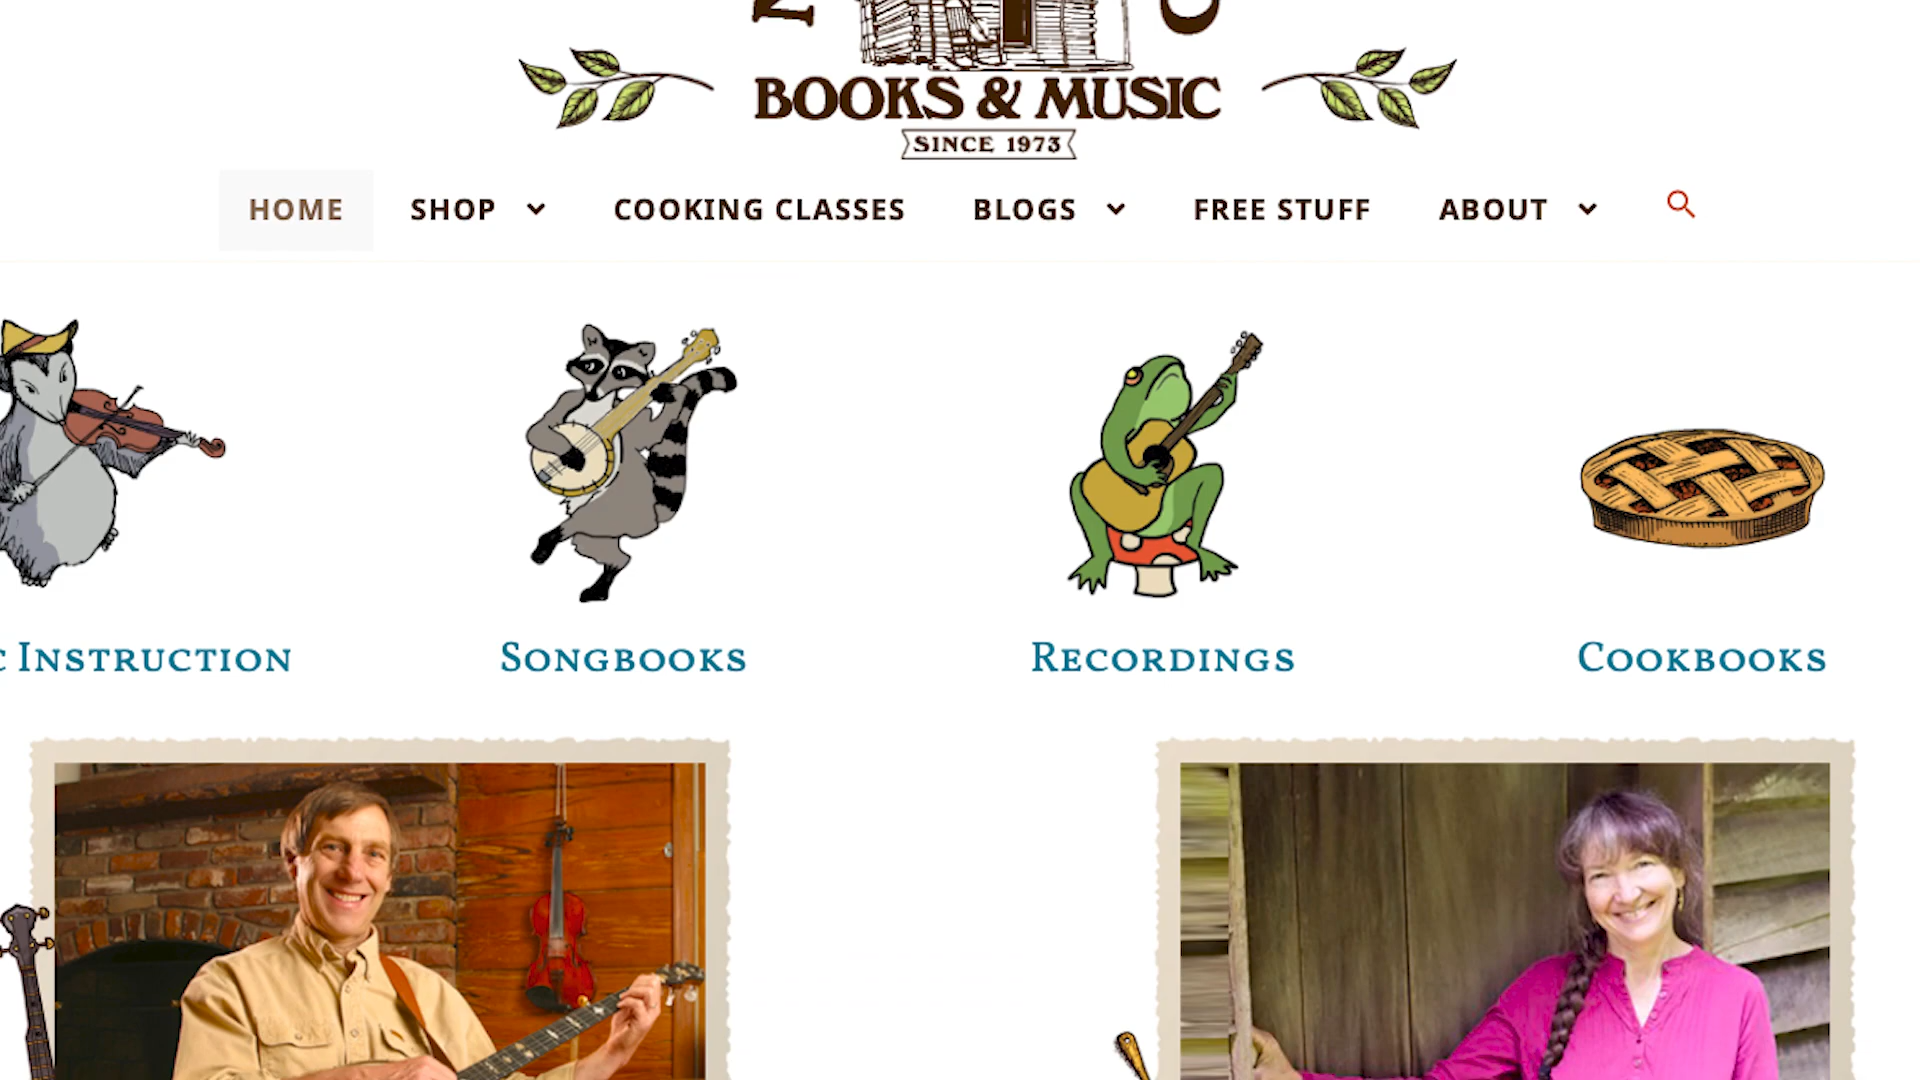 BOOKS & MUSIC
SINCE 1973
HOME SHOP COOKING CLASSES BLOGS FREE STUFF ABOUT
INSTRUCTION SONGBOOKS RECORDINGS COOKBOOKS